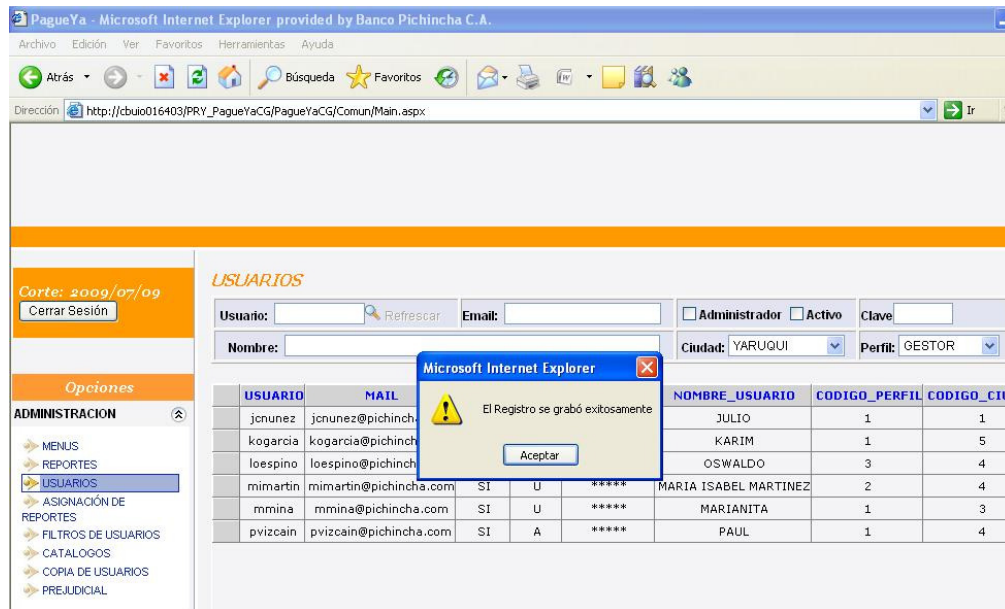 PagueYa - Microsoft Internet Explorer provided by Banco Pichincha C.A.
Archivo Edición Ver Favoritos Herramientas Ayuda
Atrás Búsqueda Favoritos
Dirección http://cbuio016403/PRY_PagueYaCG/PagueYaCG/Comun/Main.aspx Ir
Corte: 2009/07/09
Cerrar Sesión
Opciones
ADMINISTRACION
MENUS
REPORTES
USUARIOS
ASIGNACIÓN DE
REPORTES
FILTROS DE USUARIOS
CATALOGOS
COPIA DE USUARIOS
PREJUDICIAL
USUARIOS
Usuario: Refrescar Email: Administrador Activo Clave
Nombre: Ciudad: YARUQUI Perfil: GESTOR
Microsoft Internet Explorer
El Registro se grabó exitosamente
Aceptar
USUARIO MAIL NOMBRE_USUARIO CODIGO_PERFIL CODIGO_CIU
jcnunez jcnunez@pichincha JULIO 1 1
kogarcia kogarcia@pichinch KARIM 1 5
loespino loespino@pichinch OSWALDO 3 4
mimartin mimartin@pichincha.com SI U ***** MARIA ISABEL MARTINEZ 2 4
mmina mmina@pichincha.com SI U ***** MARIANITA 1 3
pvizcain pvizcain@pichincha.com SI A ***** PAUL 1 4